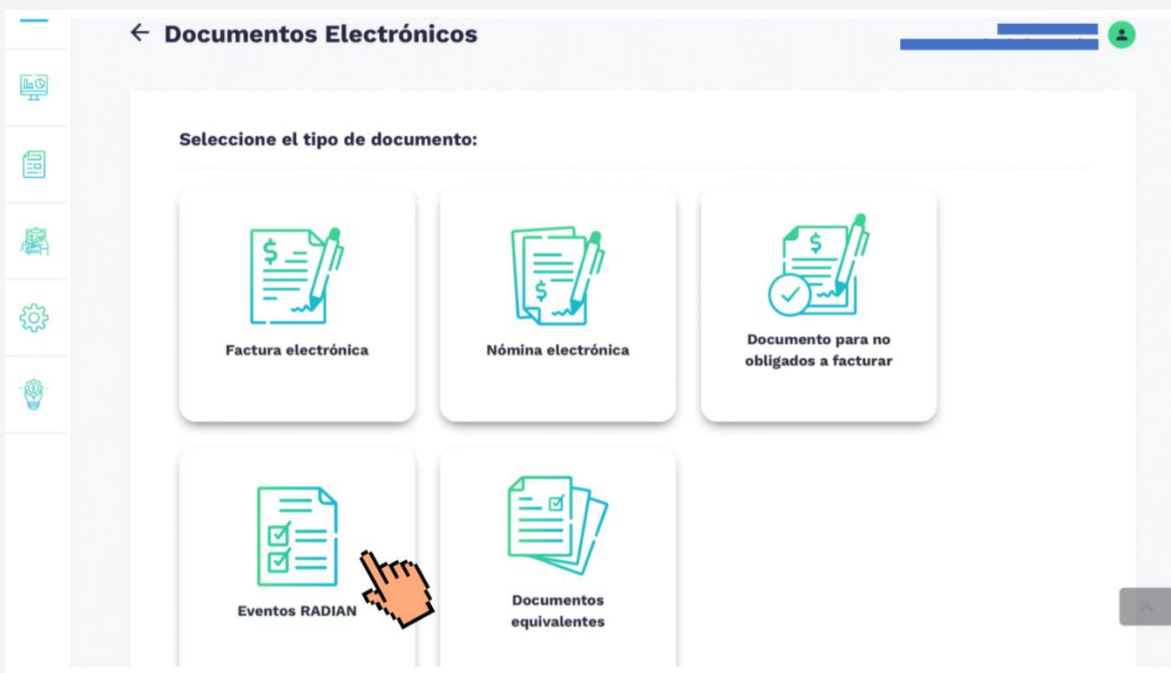 ← Documentos Electrónicos
Seleccione el tipo de documento:
Factura electrónica
Nómina electrónica
Documento para no
obligados a facturar
Eventos RADIAN
Documentos
equivalentes